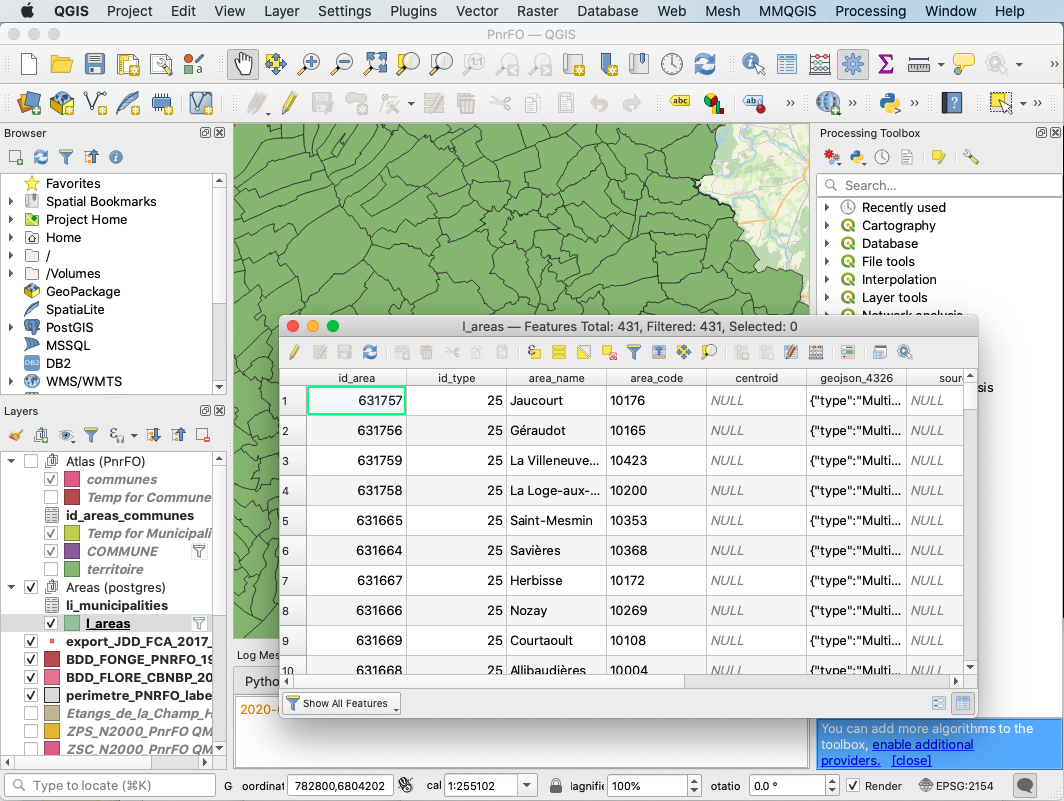 QGIS Project Edit View Layer Settings Plugins Vector Raster Database Web Mesh MMQGIS Processing Window Help
PnrFO — QGIS
1:1
abc
ab
»
Browser
Favorites
Spatial Bookmarks
Project Home
Home
/
/Volumes
GeoPackage
SpatiaLite
PostGIS
MSSQL
DB2
WMS/WMTS
Layers
Atlas (PnrFO)
communes
Temp for Commune
id_areas_communes
Temp for Municipali
COMMUNE
territoire
Areas (postgres)
li_municipalities
l_areas
export_JDD_FCA_2017_
BDD_FONGE_PNRFO_19
BDD_FLORE_CBNBP_20
perimetre_PNRFO_labe
Etangs_de_la_Champ_H
ZPS_N2000_PnrFO QM
ZSC_N2000_PnrFO QM
Processing Toolbox
Search...
Recently used
Cartography
Database
File tools
Interpolation
Layer tools
Network analysis
sis
l_areas — Features Total: 431, Filtered: 431, Selected: 0
id_area id_type area_name area_code centroid geojson_4326 sour
1 631757 25 Jaucourt 10176 NULL {"type":"Multi... NULL
2 631756 25 Géraudot 10165 NULL {"type":"Multi... NULL
3 631759 25 La Villeneuve... 10423 NULL {"type":"Multi... NULL
4 631758 25 La Loge-aux-... 10200 NULL {"type":"Multi... NULL
5 631665 25 Saint-Mesmin 10353 NULL {"type":"Multi... NULL
6 631664 25 Savières 10368 NULL {"type":"Multi... NULL
7 631667 25 Herbisse 10172 NULL {"type":"Multi... NULL
8 631666 25 Nozay 10269 NULL {"type":"Multi... NULL
9 631669 25 Courtaoult 10108 NULL {"type":"Multi... NULL
10 631668 25 Allibaudières 10004 NULL {"type":"Multi... NULL
Show All Features
Log Mes
Pytho
2020-
You can add more algorithms to the
toolbox, enable additional
providers. [close]
Type to locate (⌘K) G oordinat 782800,6804202 cal 1:255102 lagnifie 100% otatio 0.0 ° Render EPSG:2154